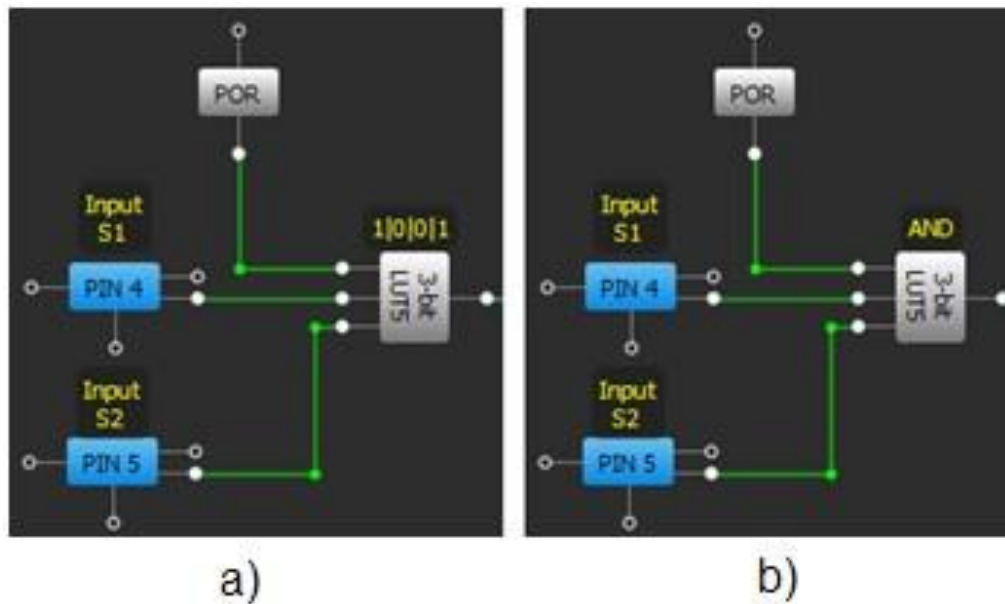 POR
Input
S1
1|0|0|1
PIN 4
3-bit
LUT5
Input
S2
PIN 5
a)
POR
Input
S1
AND
PIN 4
3-bit
LUT5
Input
S2
PIN 5
b)